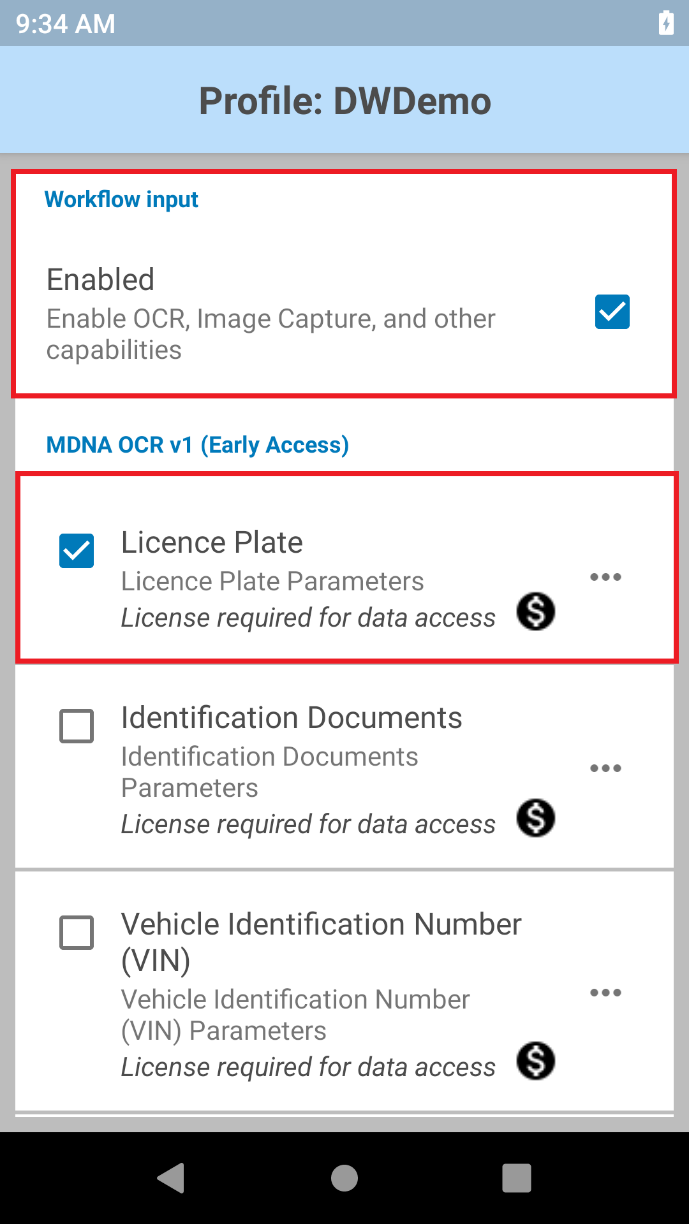 9:34 AM
Profile: DWDemo
Workflow input
Enabled
Enable OCR, Image Capture, and other
capabilities
MDNA OCR v1 (Early Access)
Licence Plate
Licence Plate Parameters
License required for data access
$
Identification Documents
Identification Documents
Parameters
License required for data access
$
Vehicle Identification Number
(VIN)
Vehicle Identification Number
(VIN) Parameters
License required for data access
$